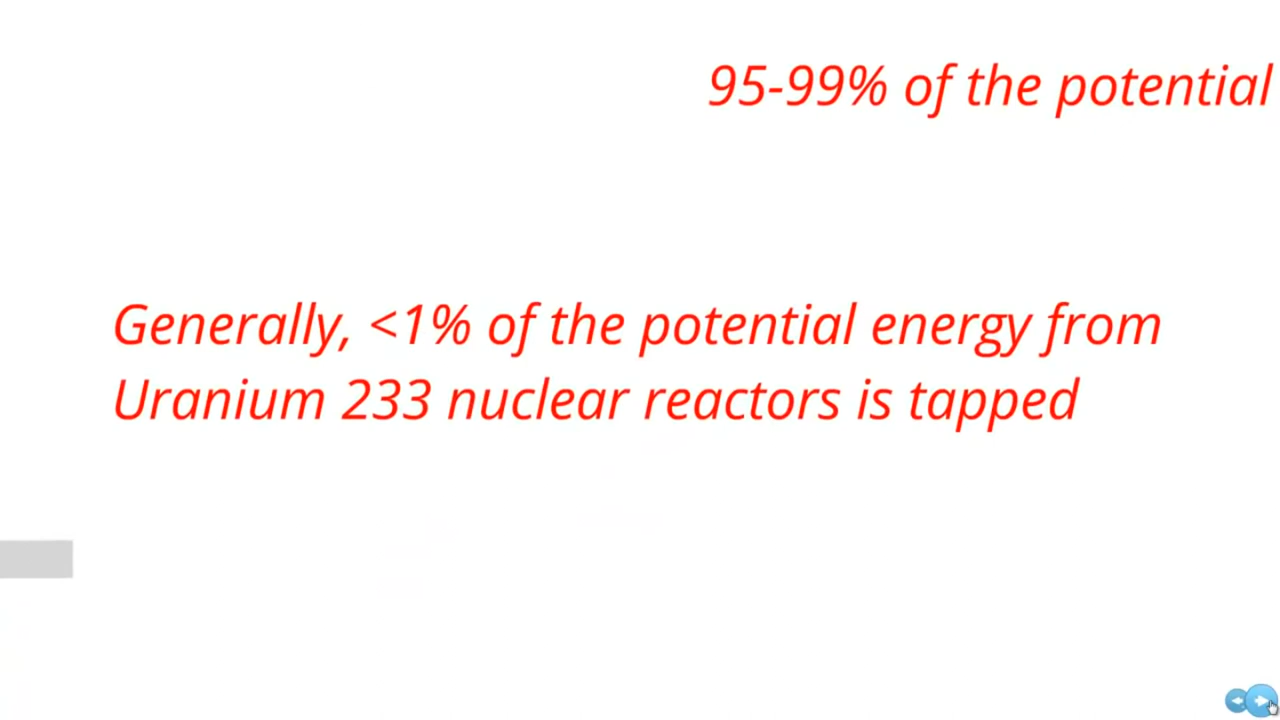 95-99% of the potential
Generally, <1% of the potential energy from
Uranium 233 nuclear reactors is tapped